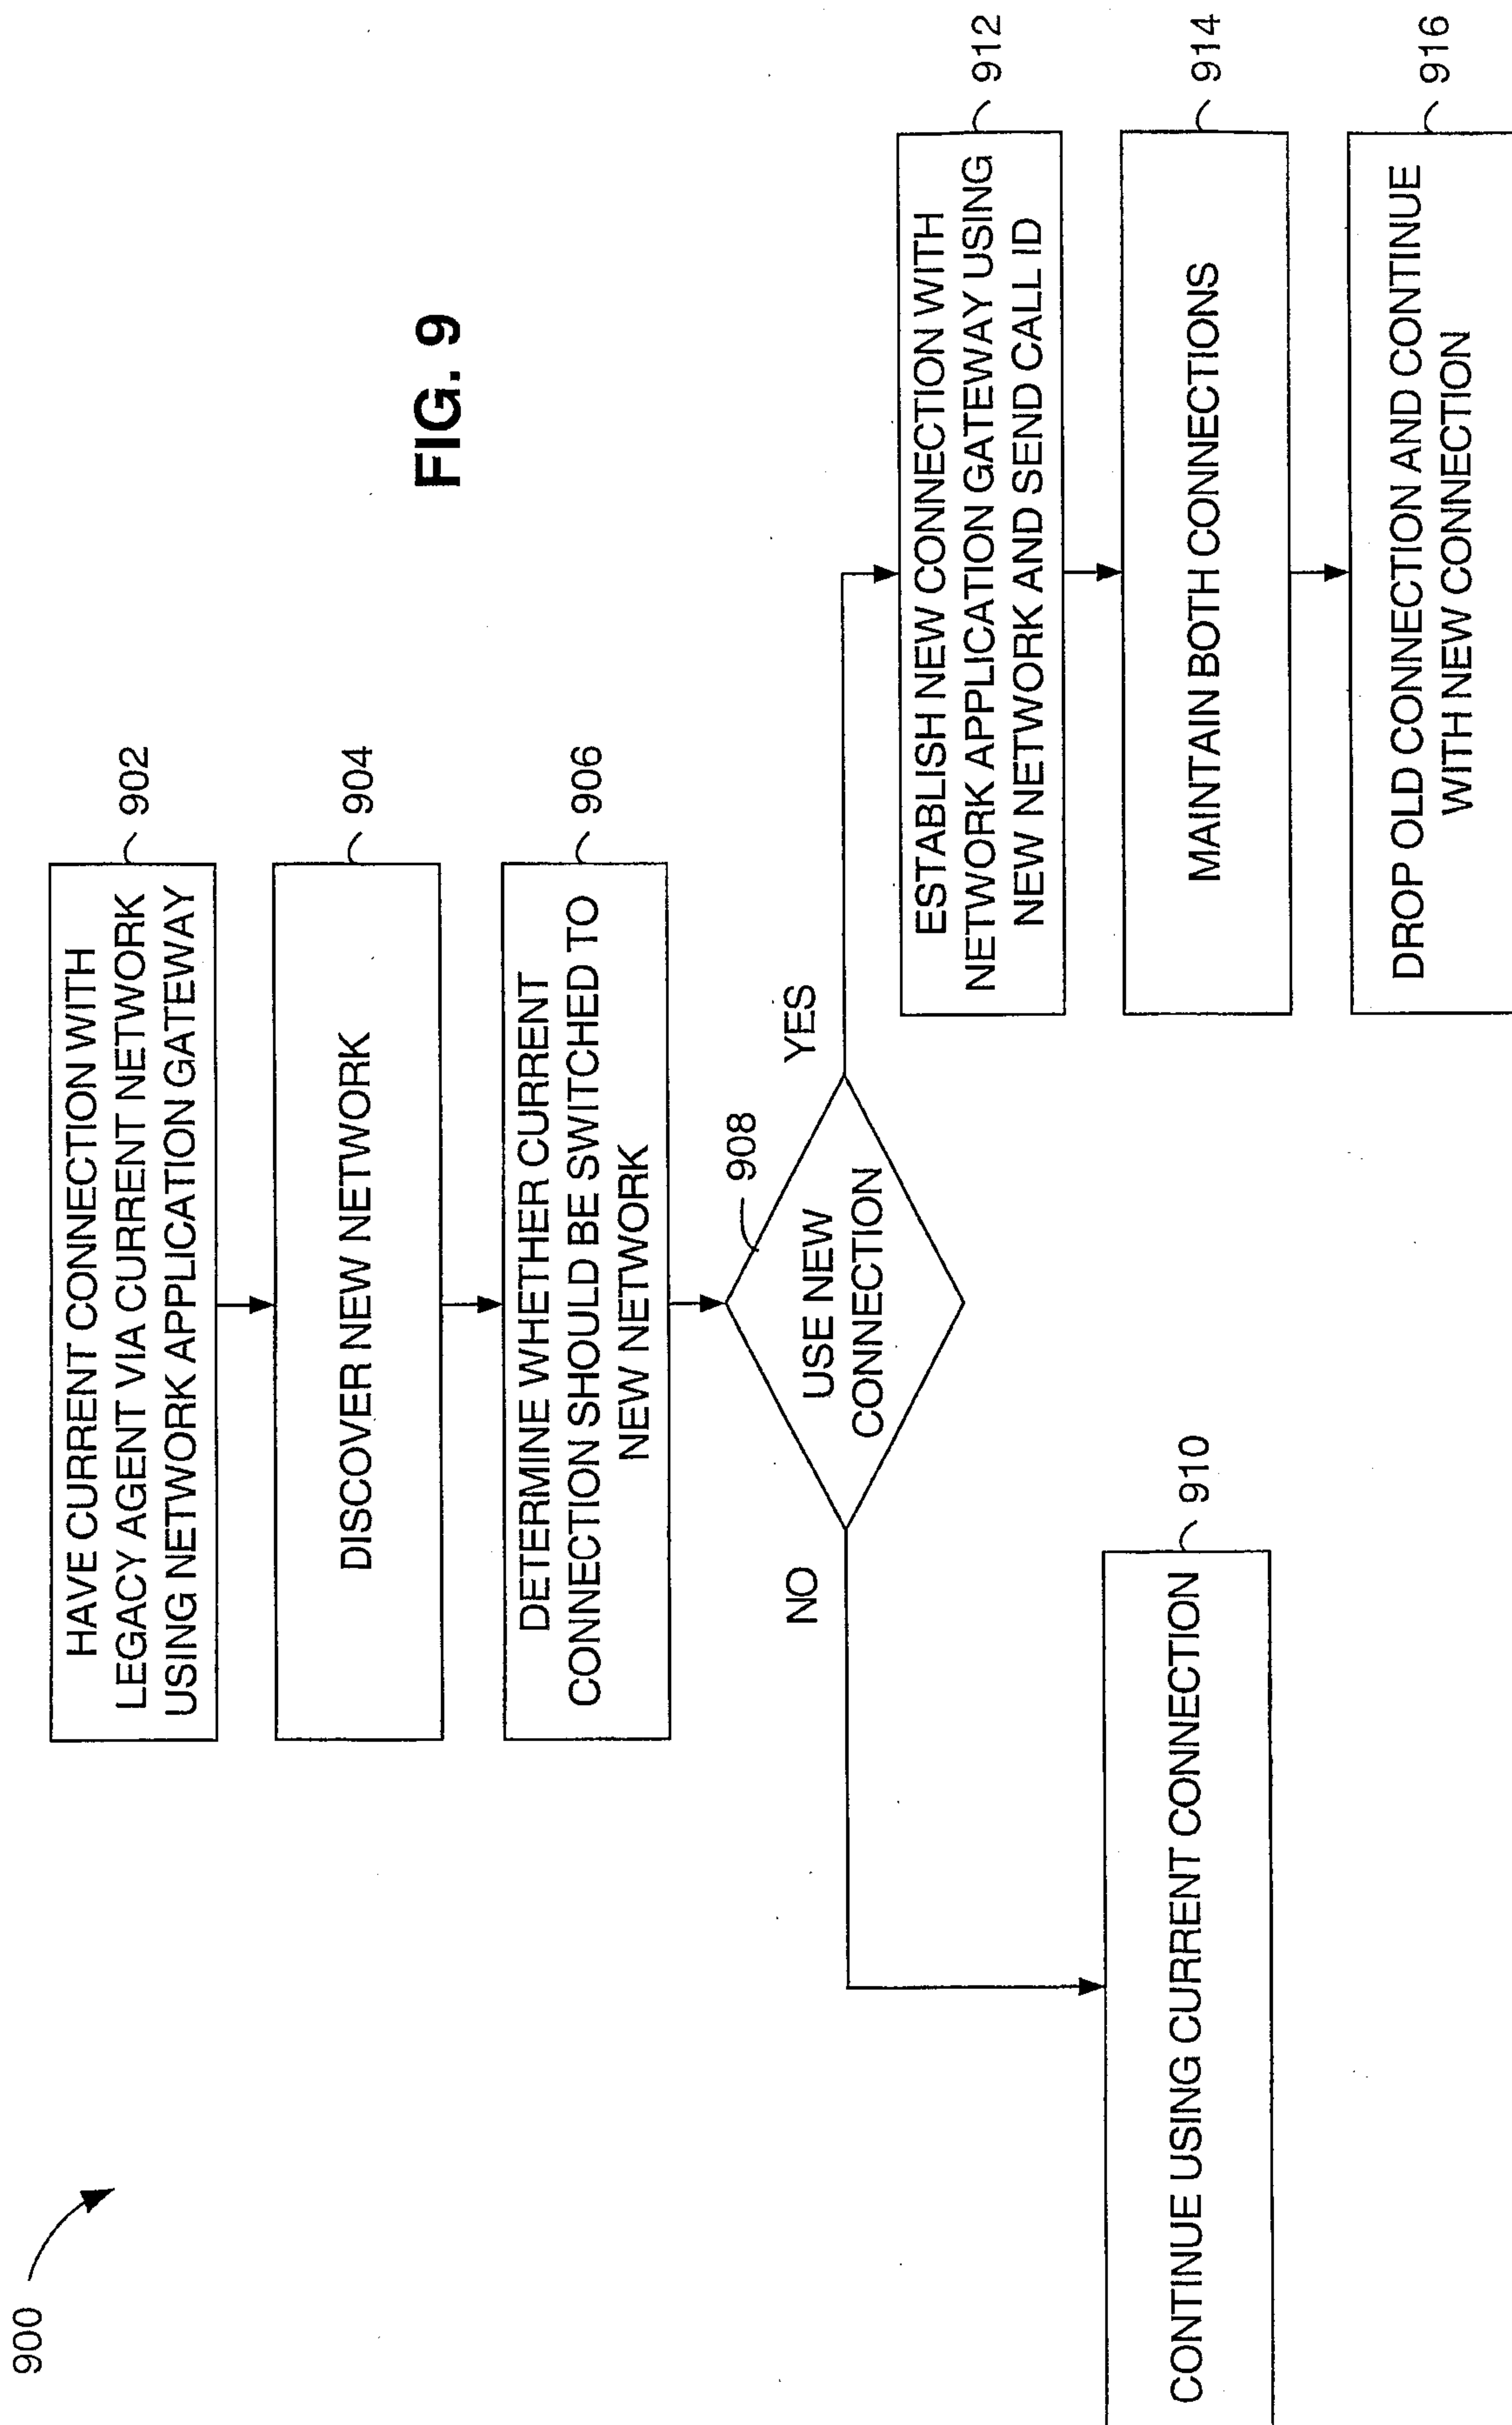 900
HAVE CURRENT CONNECTION WITH
LEGACY AGENT VIA CURRENT NETWORK
USING NETWORK APPLICATION GATEWAY
902
DISCOVER NEW NETWORK
904
DETERMINE WHETHER CURRENT
CONNECTION SHOULD BE SWITCHED TO
NEW NETWORK
906
FIG. 9
908
USE NEW
CONNECTION
NO
YES
CONTINUE USING CURRENT CONNECTION
910
ESTABLISH NEW CONNECTION WITH
NETWORK APPLICATION GATEWAY USING
NEW NETWORK AND SEND CALL ID
912
MAINTAIN BOTH CONNECTIONS
914
DROP OLD CONNECTION AND CONTINUE
WITH NEW CONNECTION
916